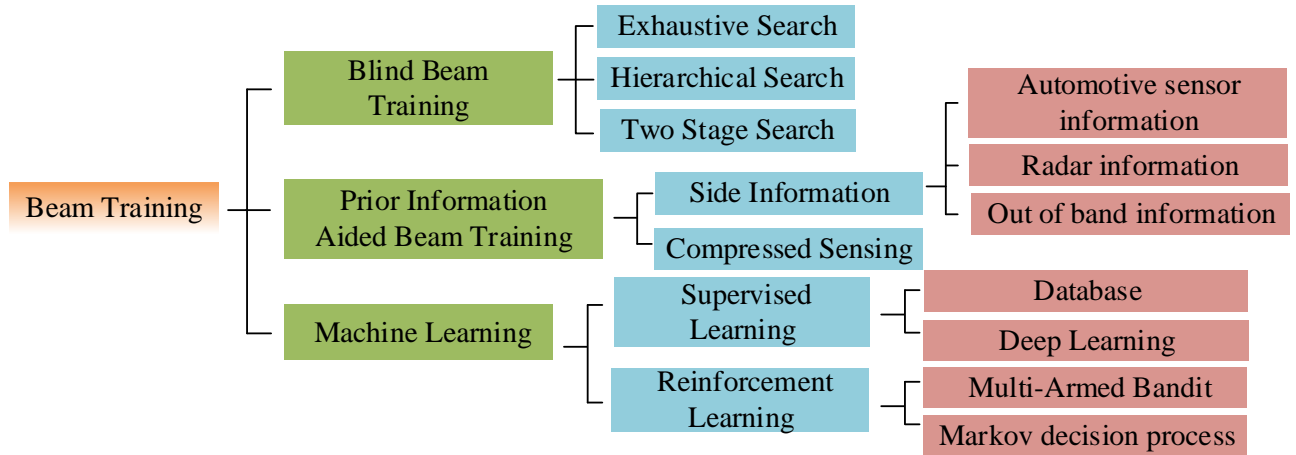 Beam Training
Blind Beam
Training
Exhaustive Search
Hierarchical Search
Two Stage Search
Prior Information
Aided Beam Training
Side Information
Automotive sensor
information
Radar information
Out of band information
Compressed Sensing
Machine Learning
Supervised
Learning
Database
Deep Learning
Reinforcement
Learning
Multi-Armed Bandit
Markov decision process